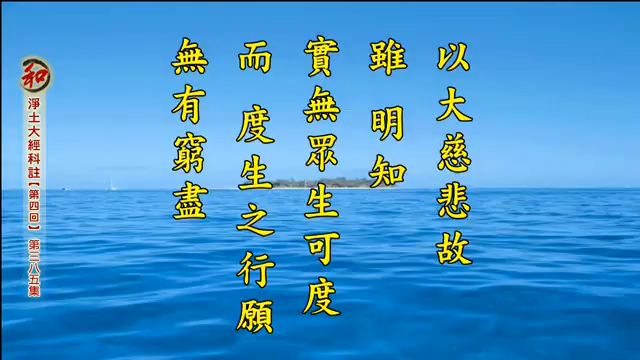 以大慈悲故
雖 明知
實無眾生可度
而 度生之行願
無有窮盡
和
淨土大經科註【第四回】 第三八五集